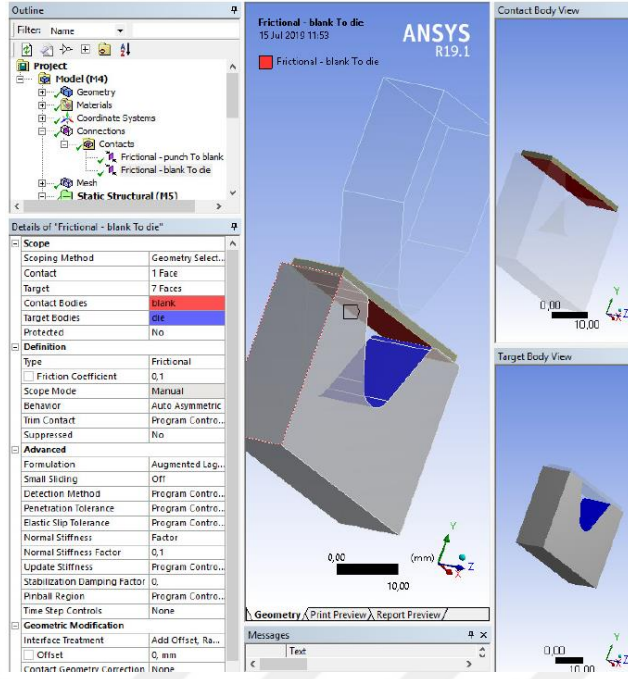 Outline
Filter: Name
Project
Model (M4)
Geometry
Materials
Coordinate Systems
Connections
Contacts
Frictional - punch To blank
Frictional - blank To die
Mesh
Static Structural (M5)
Details of "Frictional - blank To die"
Scope
Scoping Method Geometry Select...
Contact 1 Face
Target 7 Faces
Contact Bodies blank
Target Bodies die
Protected No
Definition
Type Frictional
Friction Coefficient 0,1
Scope Mode Manual
Behavior Auto Asymmetric
Trim Contact Program Contro...
Suppressed No
Advanced
Formulation Augmented Lag...
Small Sliding Off
Detection Method Program Contro...
Penetration Tolerance Program Contro...
Elastic Slip Tolerance Program Contro...
Normal Stiffness Factor
Normal Stiffness Factor 0,1
Update Stiffness Program Contro...
Stabilization Damping Factor 0,
Pinball Region Program Contro...
Time Step Controls None
Geometric Modification
Interface Treatment Add Offset, Ra...
Offset 0, mm
Contact Geometry Correction None
Frictional - blank To die
15 Jul 2019 11:53
Frictional - blank To die
ANSYS
R19.1
0,00 (mm)
10,00
Y
Z
X
Geometry Print Preview Report Preview
Messages
Text
Contact Body View
0,00
10,00
Y
Z
X
Target Body View
0,00
10,00
Y
Z
X